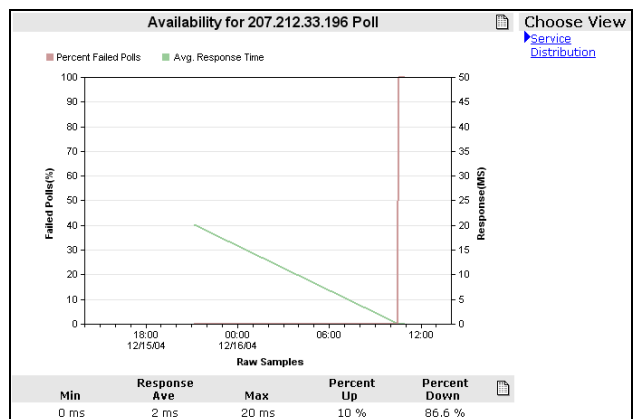 Availability for 207.212.33.196 Poll
Choose View
Service
Distribution
Percent Failed Polls
Avg. Response Time
100
90
80
70
60
50
40
30
20
10
0
Failed Polls(%)
50
45
40
35
30
25
20
15
10
5
0
Response(MS)
18:00
12/15/04
00:00
12/16/04
06:00
12:00
Raw Samples
Min
Response Ave
Max
Percent Up
Percent Down
0 ms
2 ms
20 ms
10 %
86.6 %